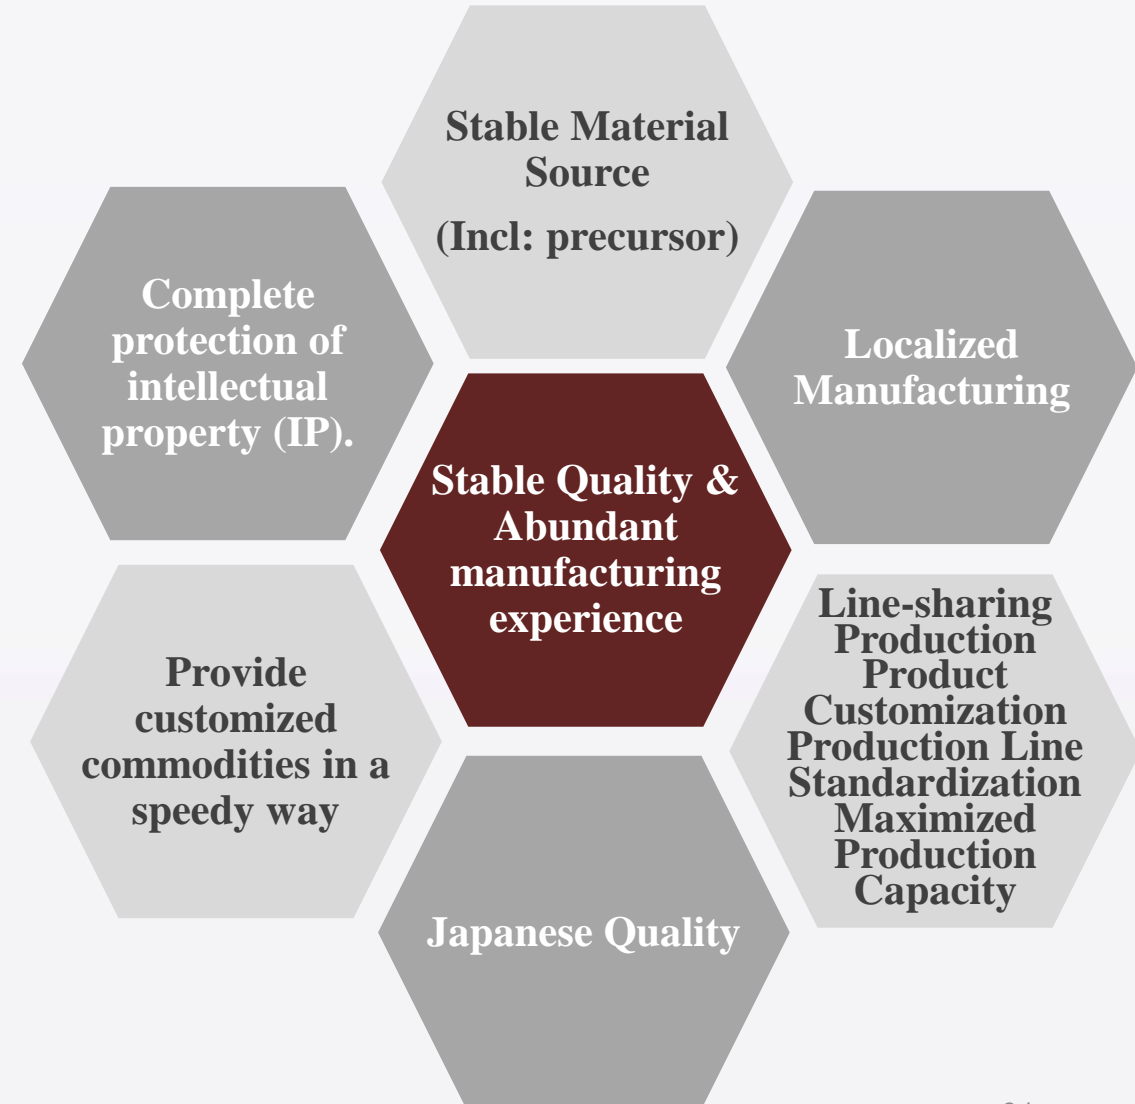 Stable Material
Source
(Incl: precursor)
Complete
protection of
intellectual
property (IP).
Localized
Manufacturing
Stable Quality &
Abundant
manufacturing
experience
Provide
customized
commodities in a
speedy way
Line-sharing
Production
Product
Customization
Production Line
Standardization
Maximized
Production
Capacity
Japanese Quality